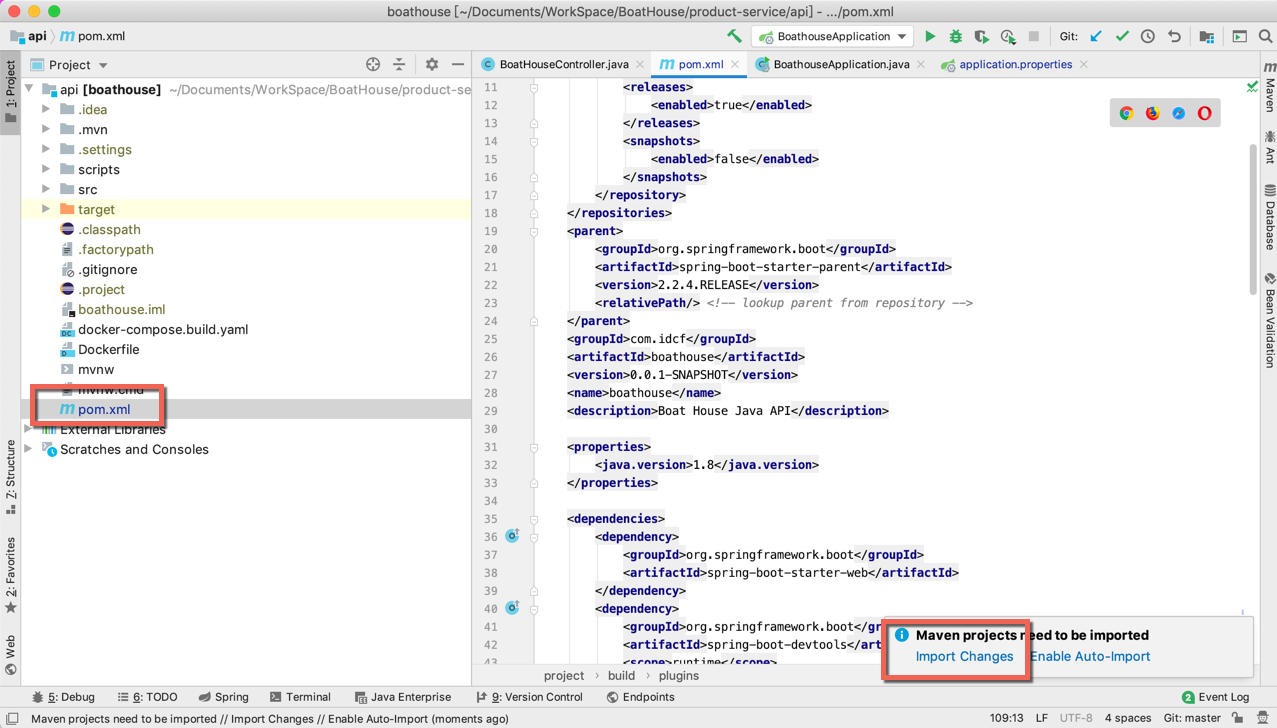 boathouse [~/Documents/WorkSpace/BoatHouse/product-service/api] - .../pom.xml
api
pom.xml
BoathouseApplication
Git:
1: Project
Project
BoatHouseController.java
pom.xml
BoathouseApplication.java
application.properties
api [boathouse] ~/Documents/WorkSpace/BoatHouse/product-se
.idea
.mvn
.settings
scripts
src
target
.classpath
.factorypath
.gitignore
.project
boathouse.iml
docker-compose.build.yaml
Dockerfile
mvnw
mvnw.cmd
pom.xml
External Libraries
Scratches and Consoles
Z: Structure
2: Favorites
Web
11 <releases>
12 <enabled>true</enabled>
13 </releases>
14 <snapshots>
15 <enabled>false</enabled>
16 </snapshots>
17 </repository>
18 </repositories>
19 <parent>
20 <groupId>org.springframework.boot</groupId>
21 <artifactId>spring-boot-starter-parent</artifactId>
22 <version>2.2.4.RELEASE</version>
23 <relativePath/> <!-- lookup parent from repository -->
24 </parent>
25 <groupId>com.idcf</groupId>
26 <artifactId>boathouse</artifactId>
27 <version>0.0.1-SNAPSHOT</version>
28 <name>boathouse</name>
29 <description>Boat House Java API</description>
30
31 <properties>
32 <java.version>1.8</java.version>
33 </properties>
34
35 <dependencies>
36 <dependency>
37 <groupId>org.springframework.boot</groupId>
38 <artifactId>spring-boot-starter-web</artifactId>
39 </dependency>
40 <dependency>
41 <groupId>org.springframework.boot</gr
42 <artifactId>spring-boot-devtools</art
43 <scope>runtime</scope>
Maven
Ant
Database
Bean Validation
Maven projects need to be imported
Import Changes Enable Auto-Import
project › build › plugins
5: Debug
6: TODO
Spring
Terminal
Java Enterprise
9: Version Control
Endpoints
2 Event Log
Maven projects need to be imported // Import Changes // Enable Auto-Import (moments ago)
109:13 LF UTF-8 4 spaces Git: master